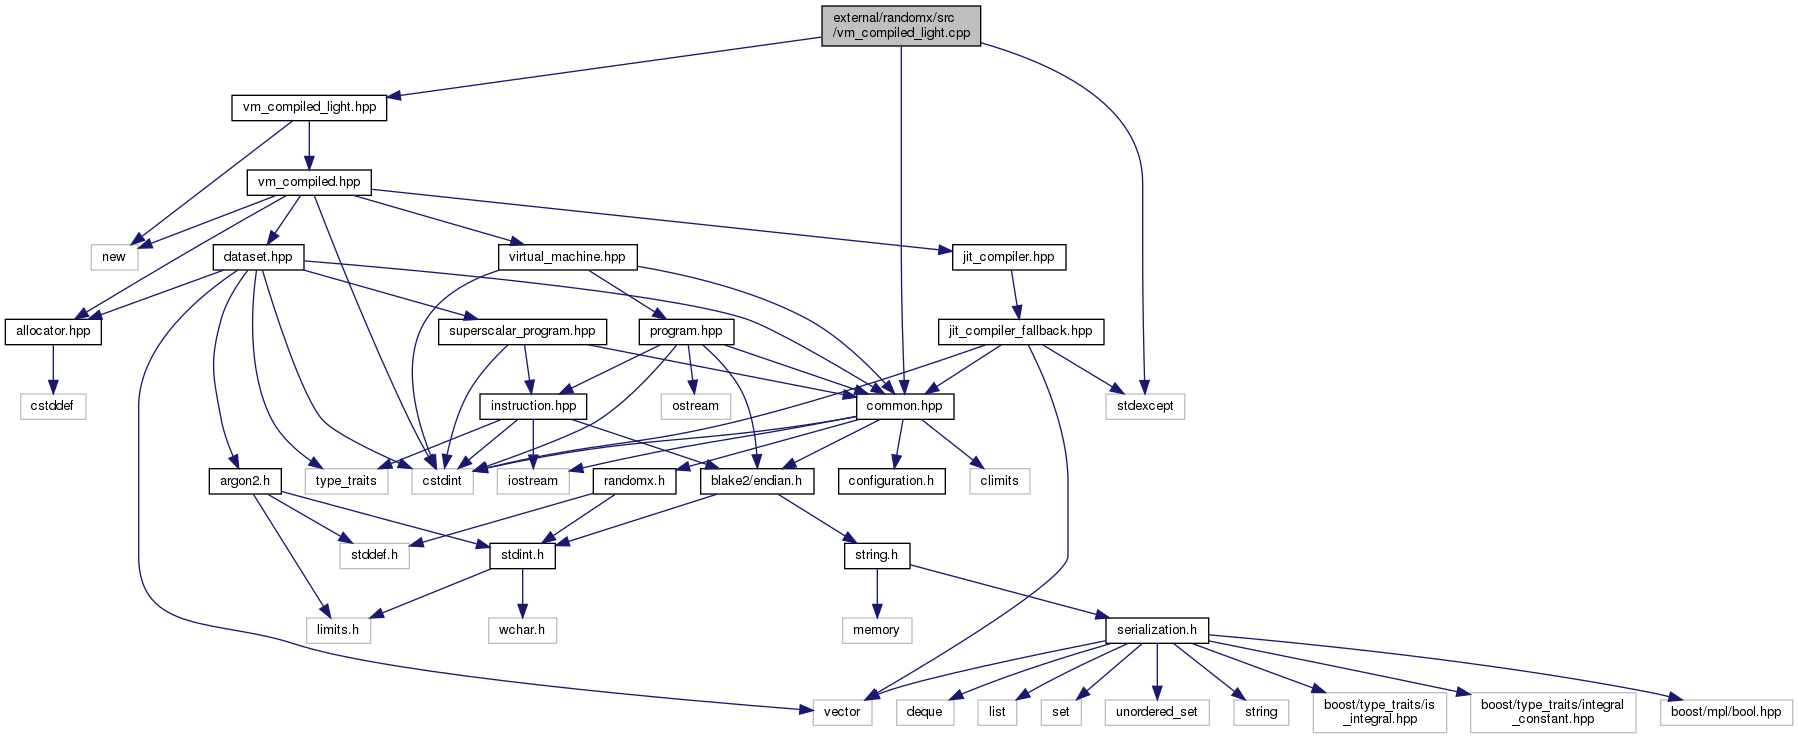 external/randomx/src
/vm_compiled_light.cpp
vm_compiled_light.hpp
vm_compiled.hpp
new
dataset.hpp
virtual_machine.hpp
jit_compiler.hpp
allocator.hpp
superscalar_program.hpp
program.hpp
jit_compiler_fallback.hpp
cstddef
instruction.hpp
ostream
common.hpp
stdexcept
argon2.h
type_traits
cstdint
iostream
randomx.h
blake2/endian.h
configuration.h
climits
stddef.h
stdint.h
string.h
limits.h
wchar.h
memory
serialization.h
vector
deque
list
set
unordered_set
string
boost/type_traits/is
_integral.hpp
boost/type_traits/integral
_constant.hpp
boost/mpl/bool.hpp